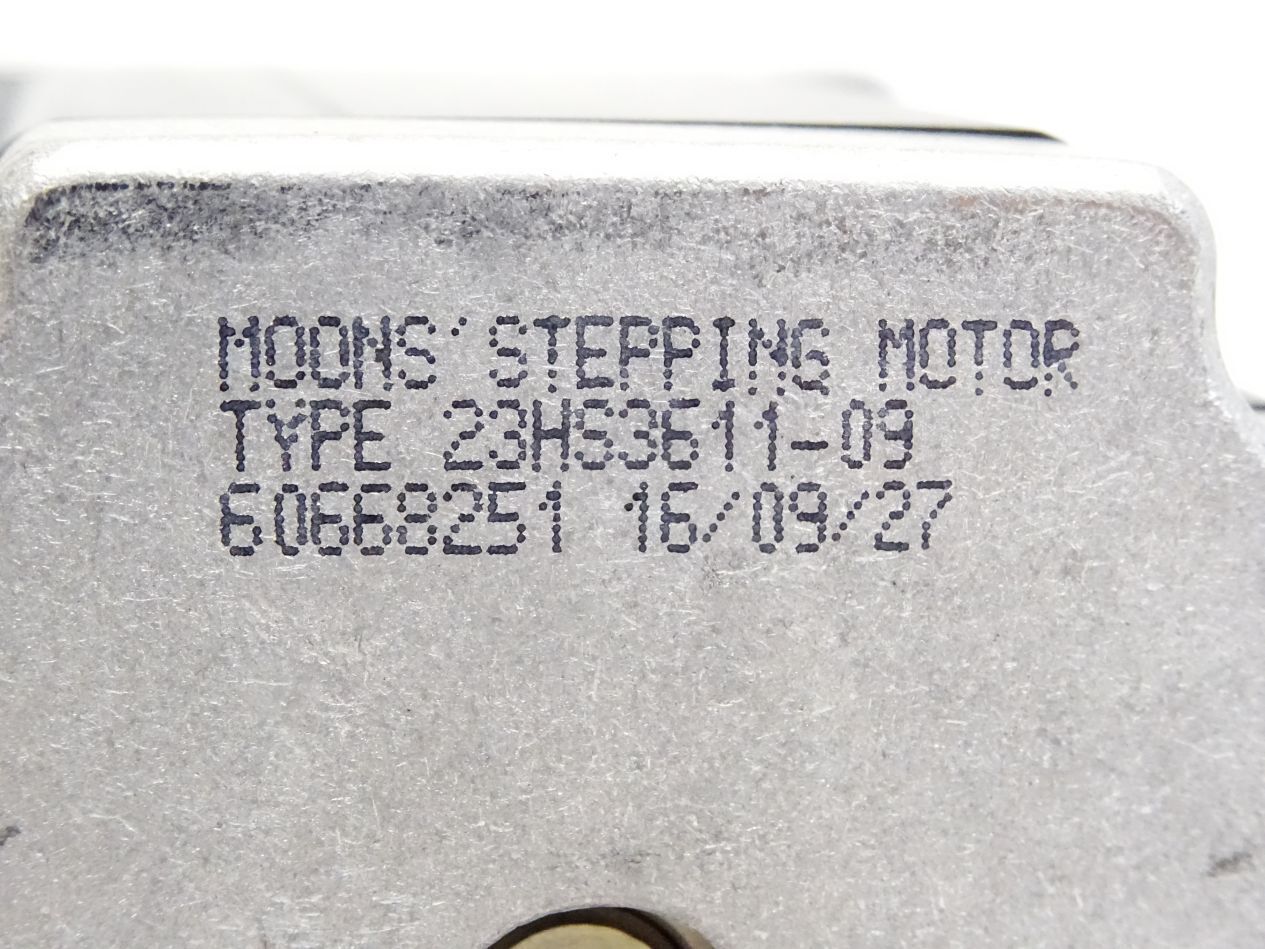 MOONS' STEPPING MOTOR
TYPE 23HS3611-09
60668251 16/09/27